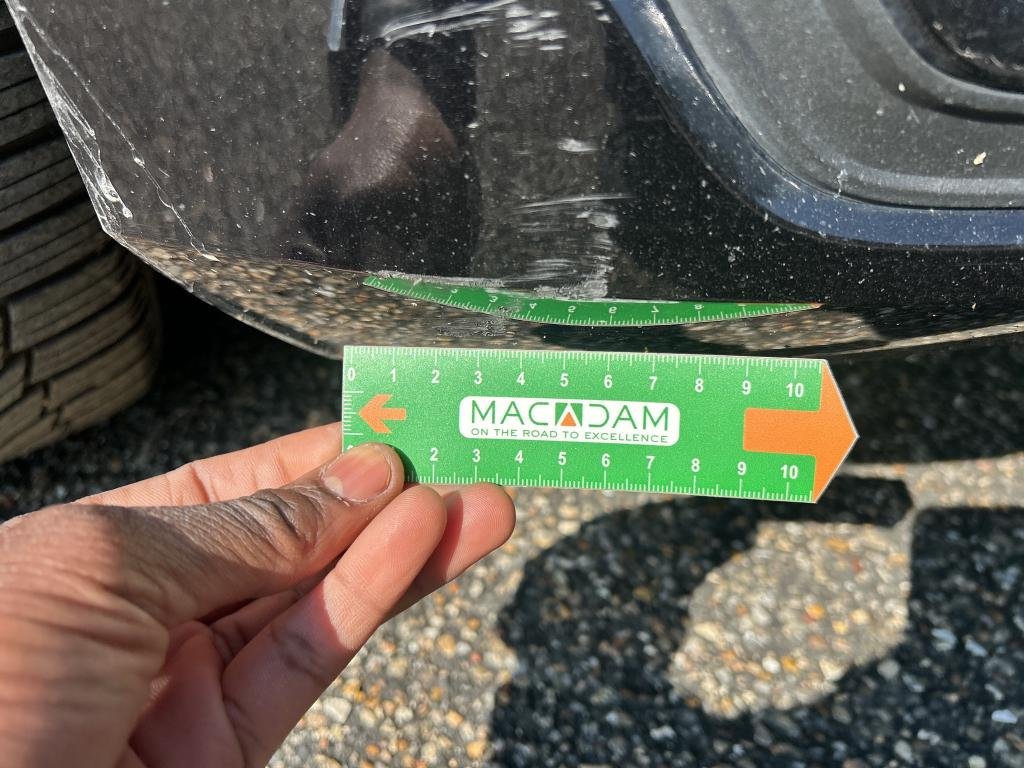 0 1 2 3 4 5 6 7 8 9 10
MACADAM
ON THE ROAD TO EXCELLENCE
2 3 4 5 6 7 8 9 10